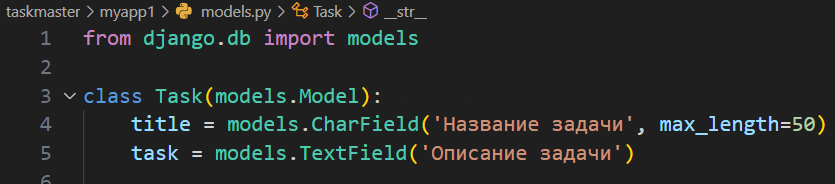 taskmaster > myapp1 > models.py > Task > __str__
1 from django.db import models
2
3 class Task(models.Model):
4 title = models.CharField('Название задачи', max_length=50)
5 task = models.TextField('Описание задачи')
6